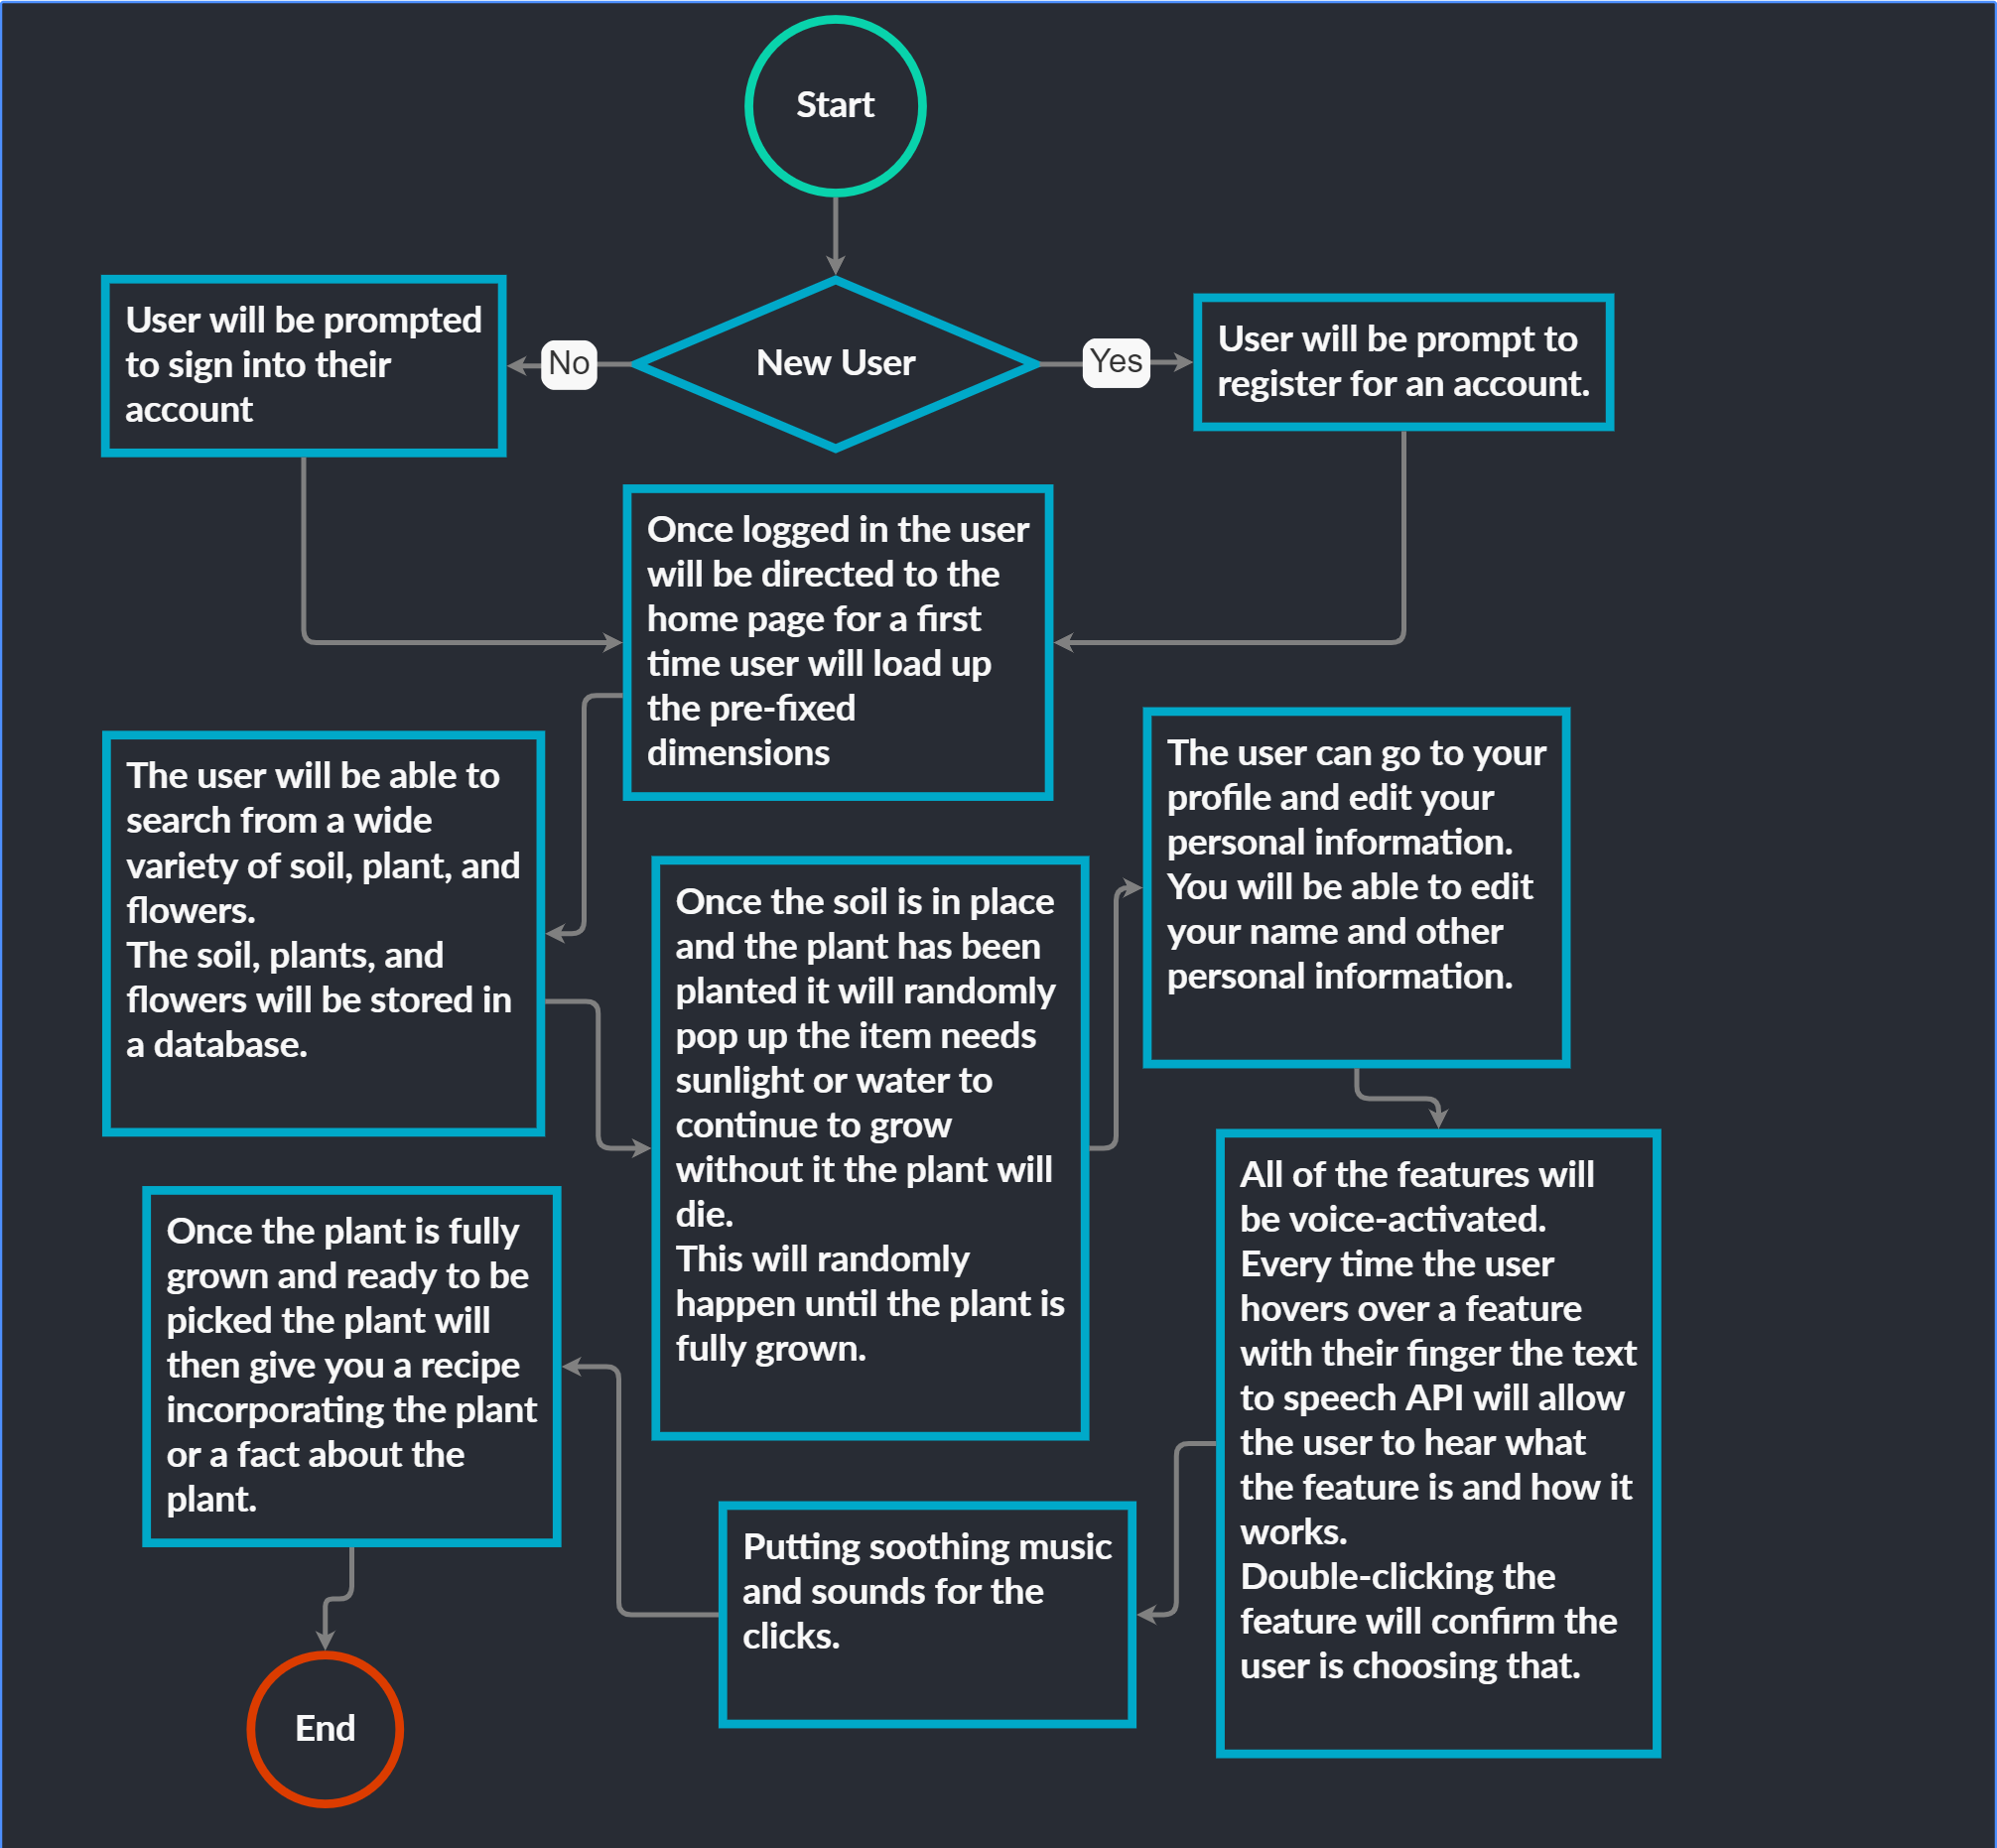 Start
New User
No
Yes
User will be prompted
to sign into their
account
User will be prompt to
register for an account.
Once logged in the user
will be directed to the
home page for a first
time user will load up
the pre-fixed
dimensions
The user will be able to
search from a wide
variety of soil, plant, and
flowers.
The soil, plants, and
flowers will be stored in
a database.
Once the soil is in place
and the plant has been
planted it will randomly
pop up the item needs
sunlight or water to
continue to grow
without it the plant will
die.
This will randomly
happen until the plant is
fully grown.
The user can go to your
profile and edit your
personal information.
You will be able to edit
your name and other
personal information.
All of the features will
be voice-activated.
Every time the user
hovers over a feature
with their finger the text
to speech API will allow
the user to hear what
the feature is and how it
works.
Double-clicking the
feature will confirm the
user is choosing that.
Putting soothing music
and sounds for the
clicks.
Once the plant is fully
grown and ready to be
picked the plant will
then give you a recipe
incorporating the plant
or a fact about the
plant.
End